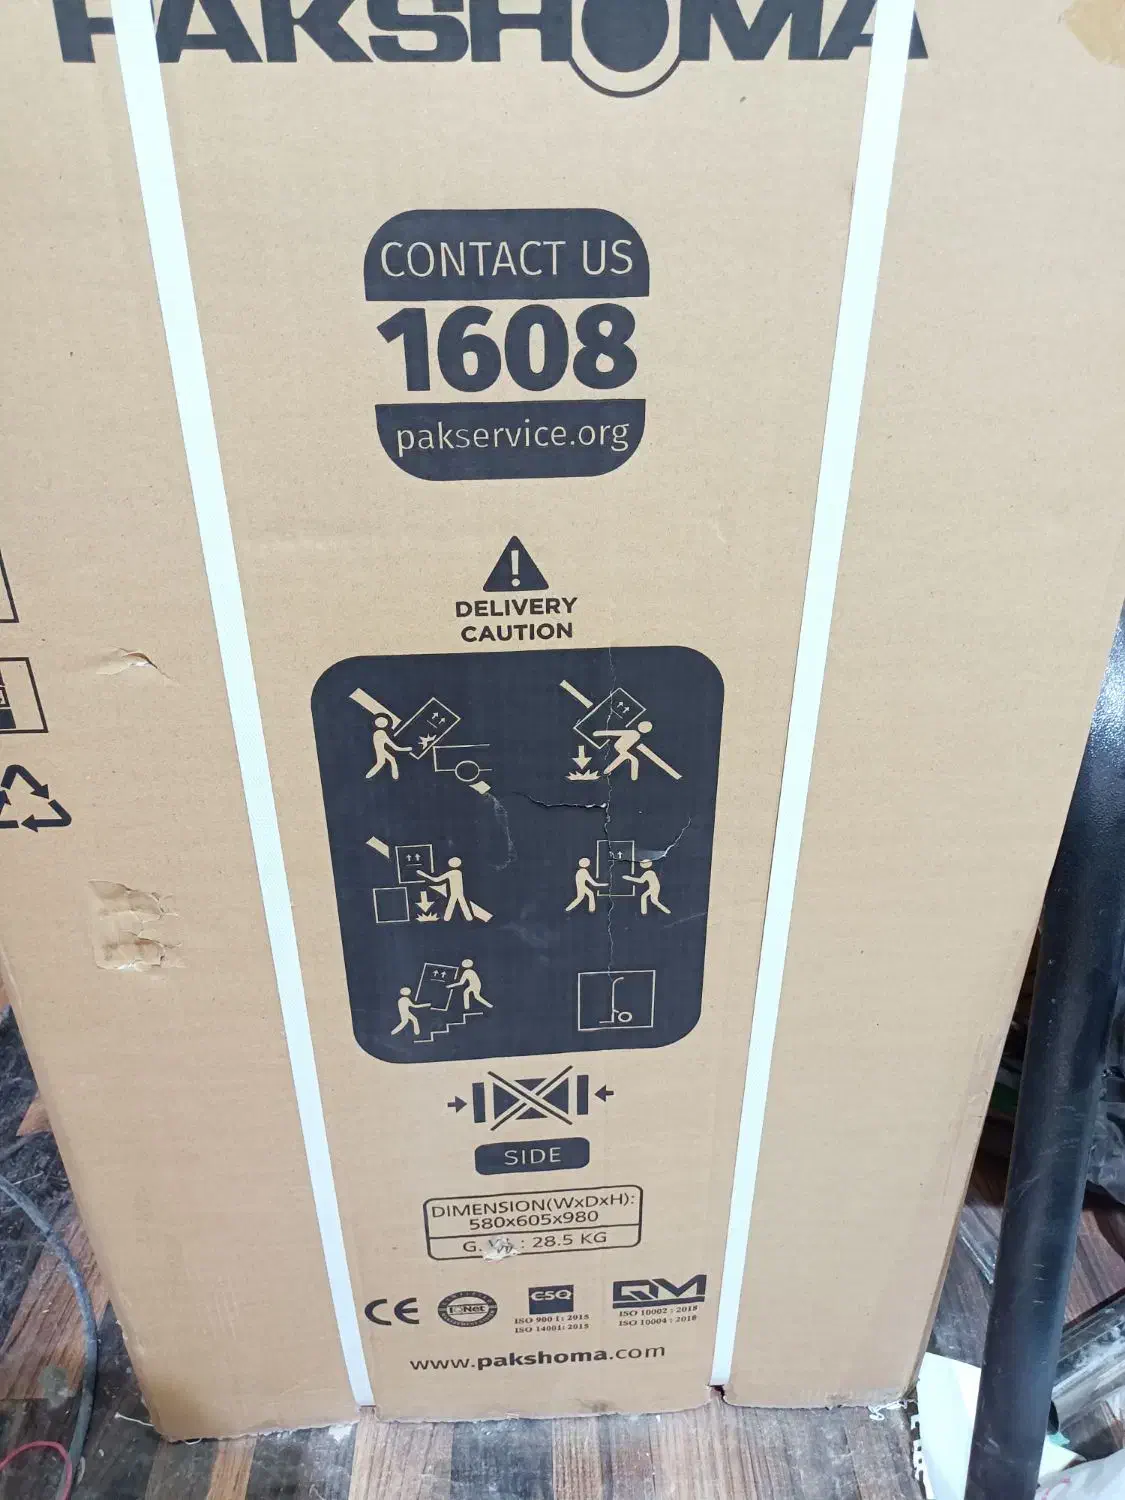 PAKSHOMA
CONTACT US
1608
pakservice.org
!
DELIVERY
CAUTION
SIDE
DIMENSION(WxDxH):
580x605x980
G. W. : 28.5 KG
CE
IQNet
CSQ
QM
ISO 9001: 2015
ISO 14001: 2015
ISO 10002 : 2018
ISO 10004 : 2018
www.pakshoma.com